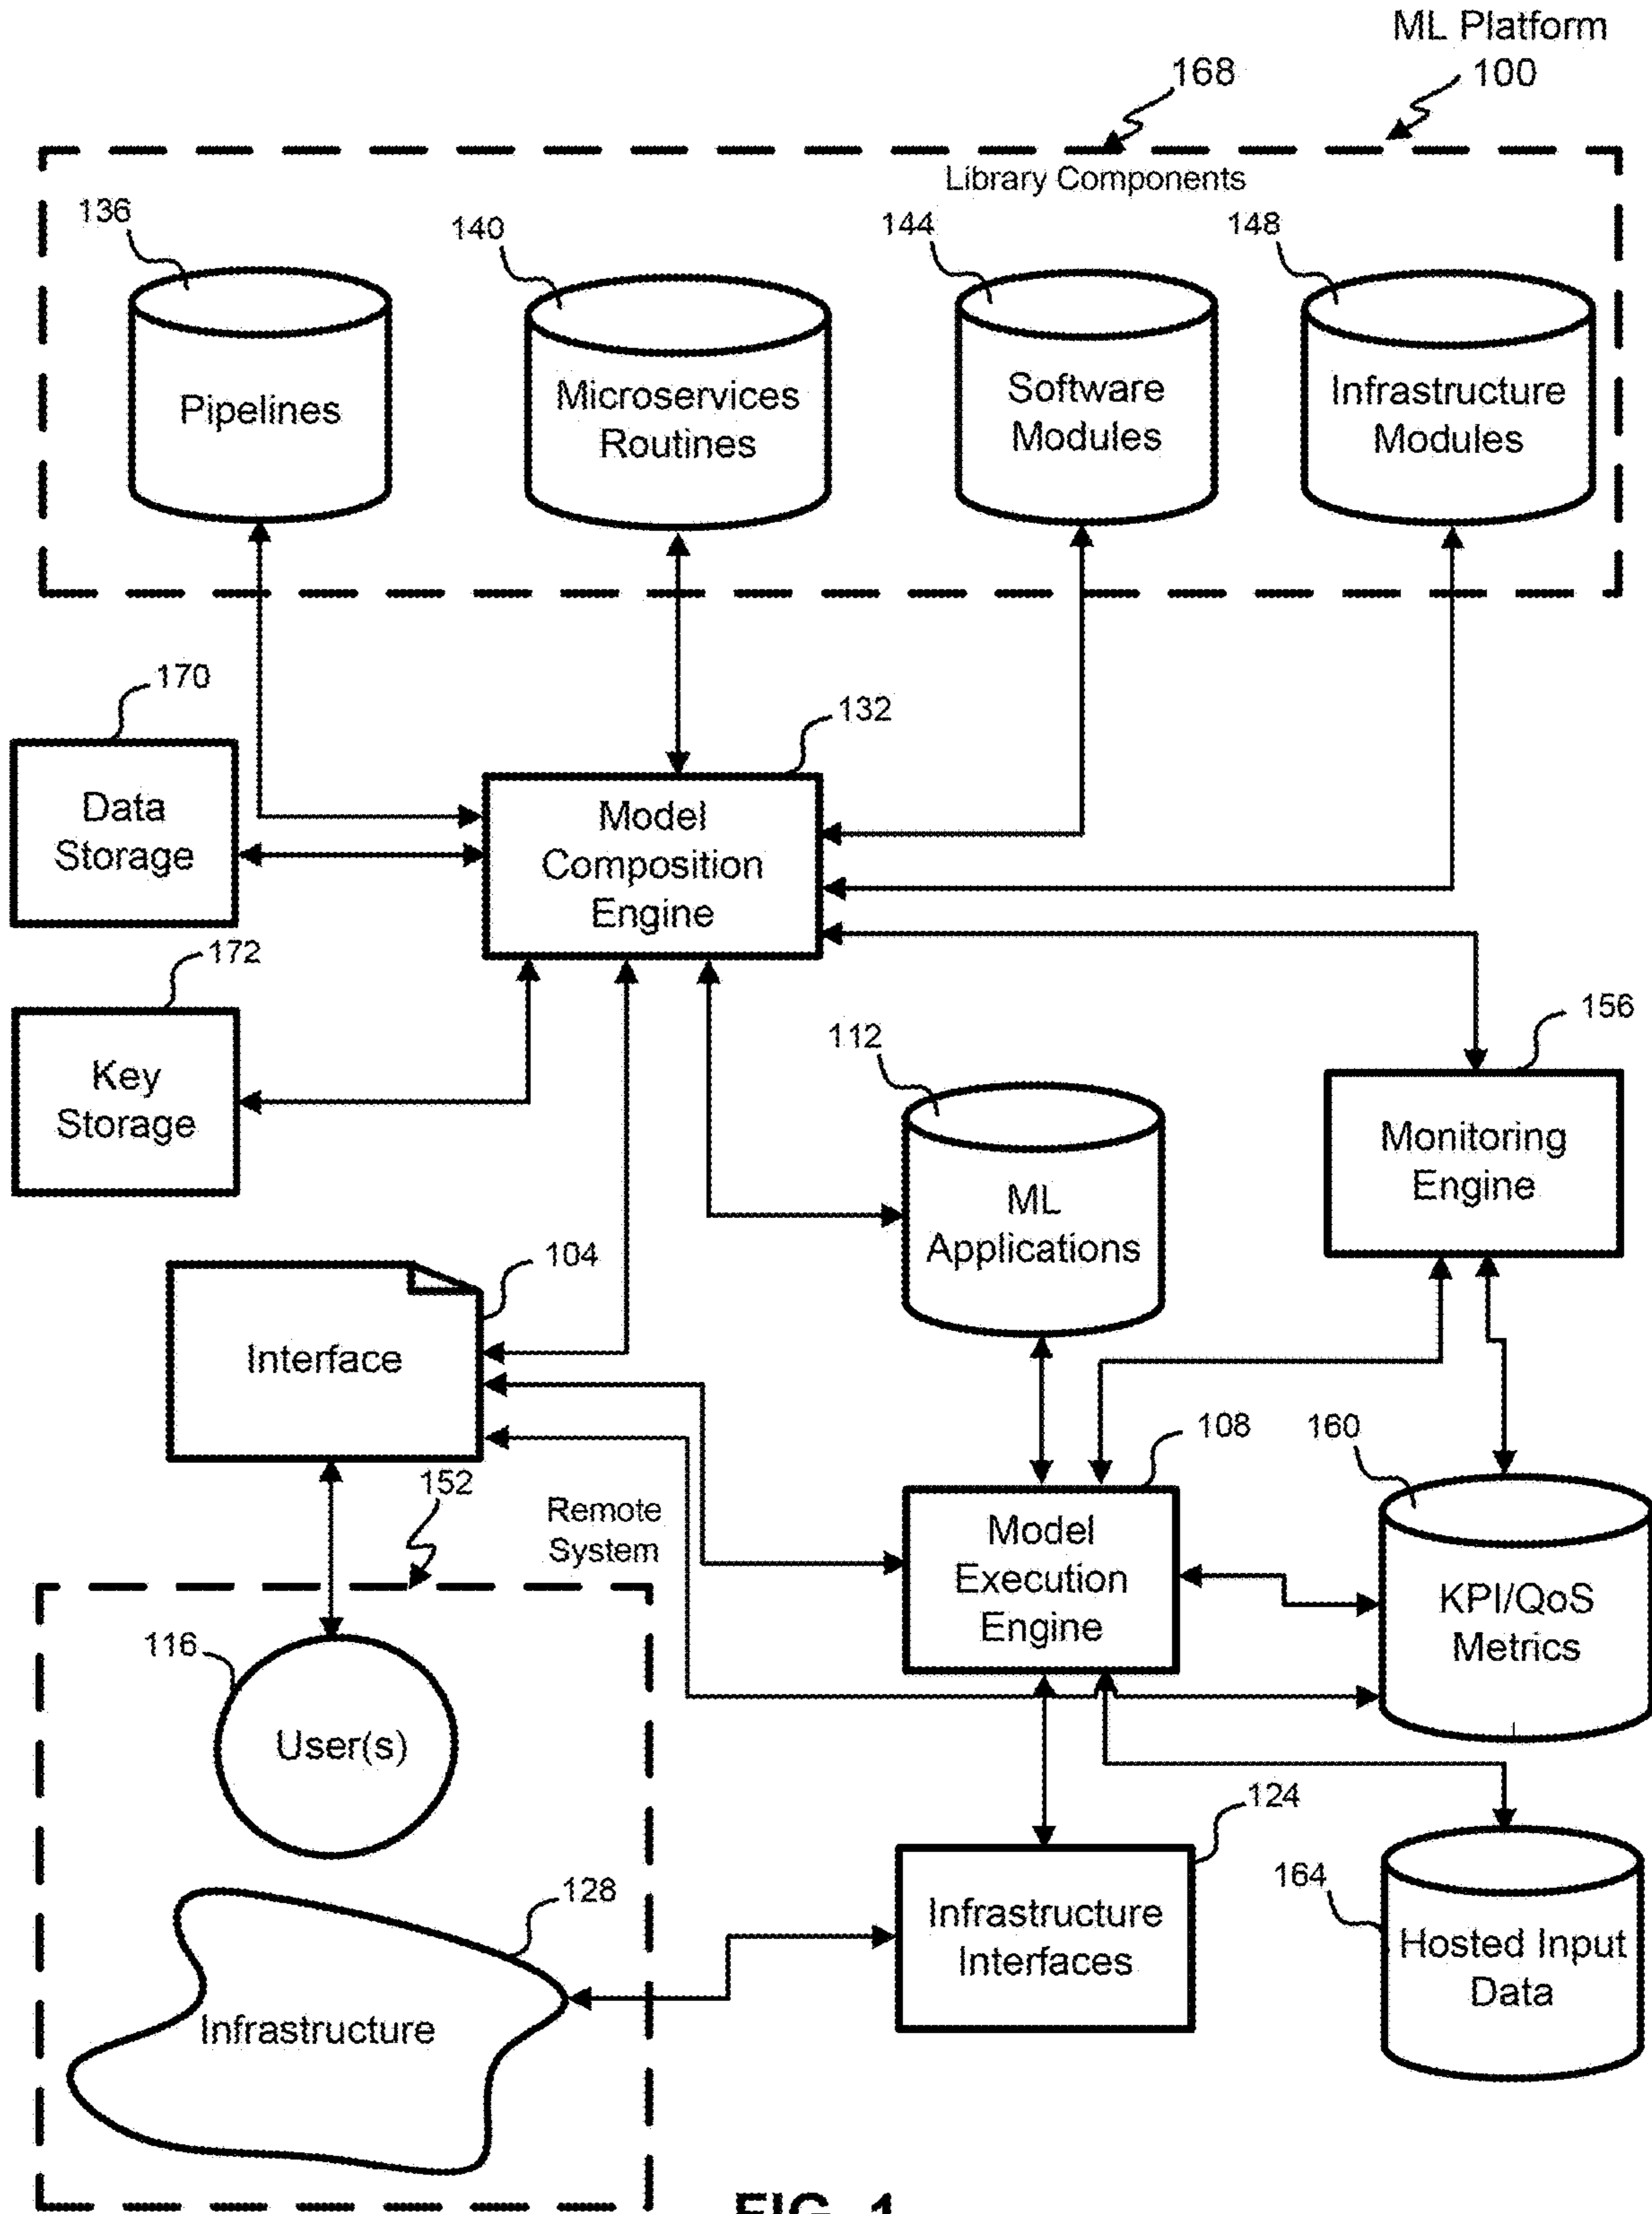 ML Platform
168
100
Library Components
136
140
144
148
Pipelines
Microservices
Routines
Software
Modules
Infrastructure
Modules
170
132
Data
Storage
Model
Composition
Engine
172
156
112
Key
Storage
Monitoring
Engine
ML
Applications
104
Interface
108
160
152
Remote
System
Model
Execution
Engine
KPI/QoS
Metrics
116
User(s)
124
128
164
Infrastructure
Interfaces
Hosted Input
Data
Infrastructure
FIG. 1